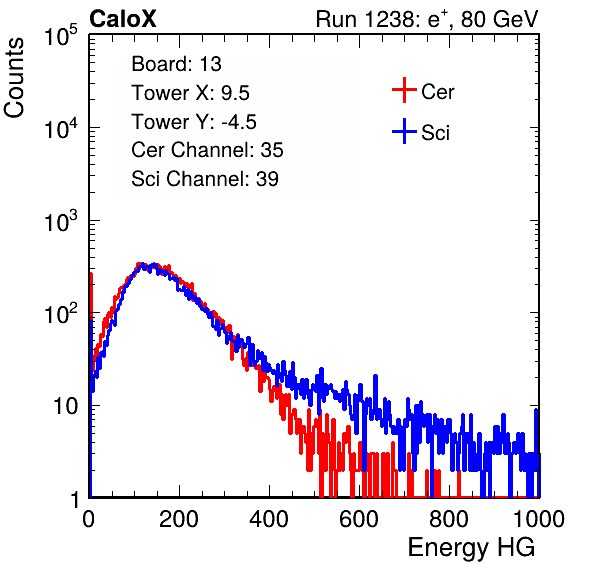 CaloX Run 1238: e⁺, 80 GeV
Counts
Board: 13
Tower X: 9.5
Tower Y: -4.5
Cer Channel: 35
Sci Channel: 39
Cer
Sci
10⁵
10⁴
10³
10²
10
1
0 200 400 600 800 1000
Energy HG